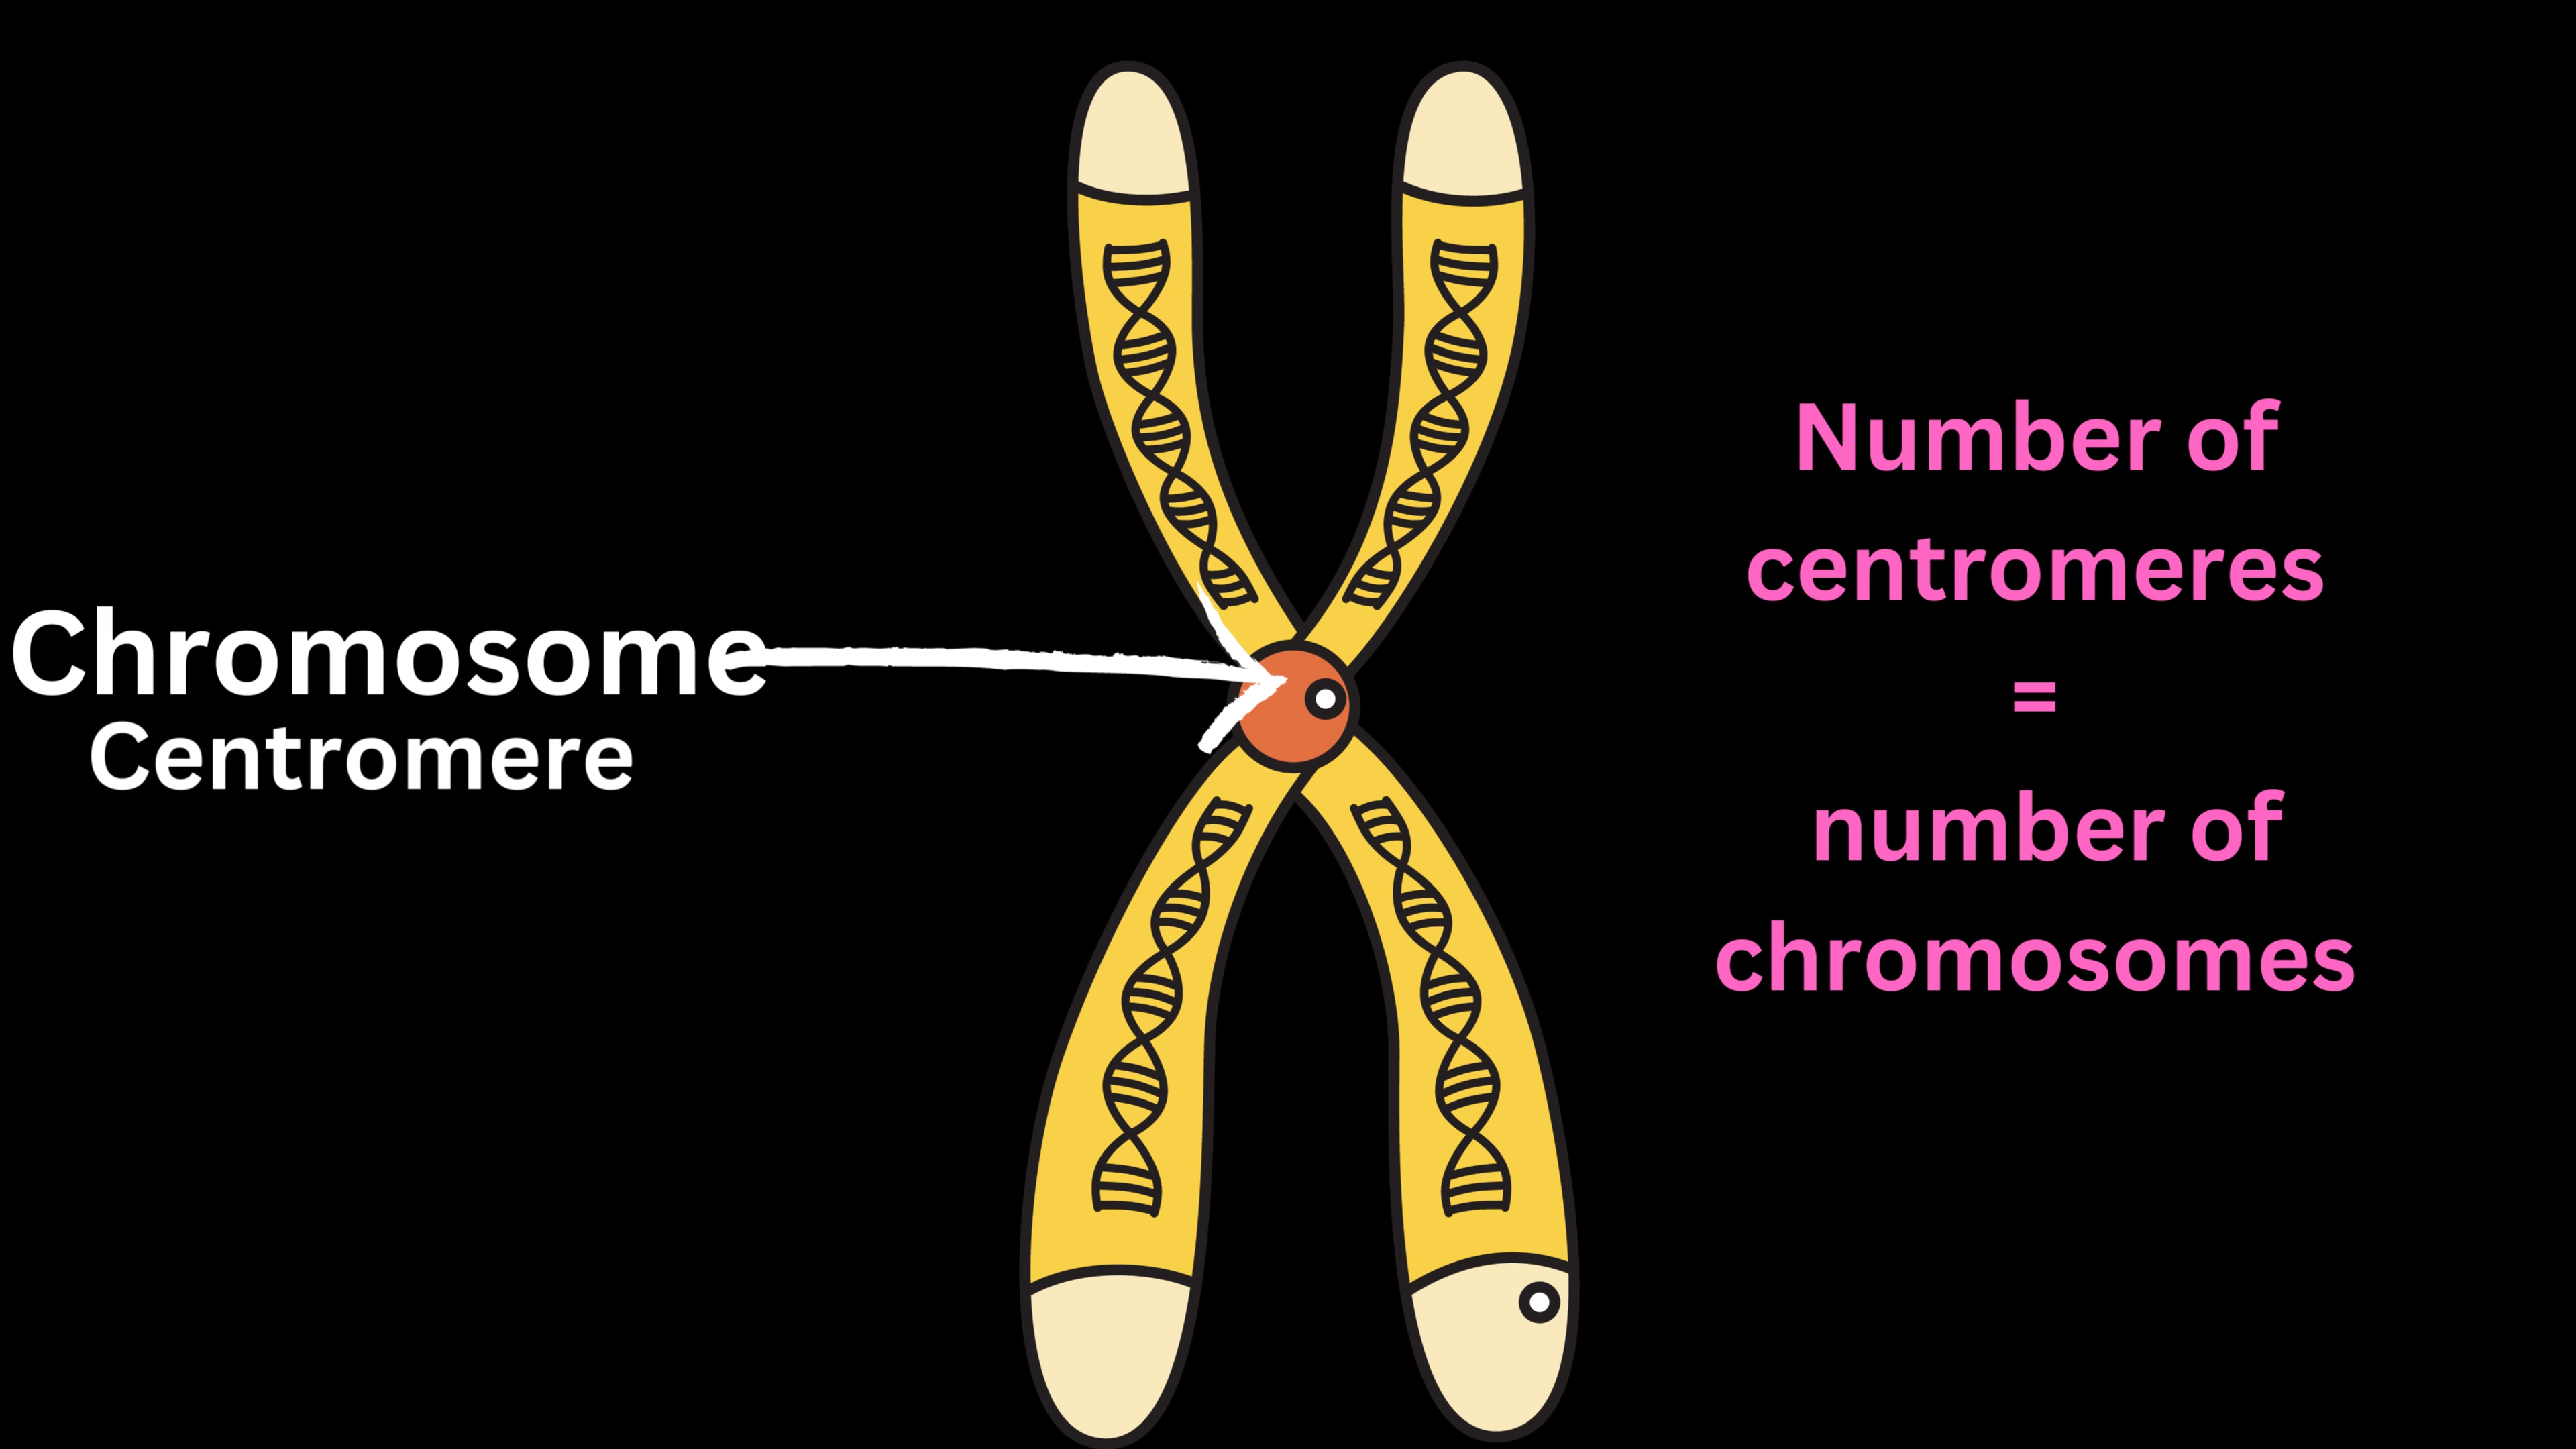 Chromosome
Centromere
Number of
centromeres
=
number of
chromosomes